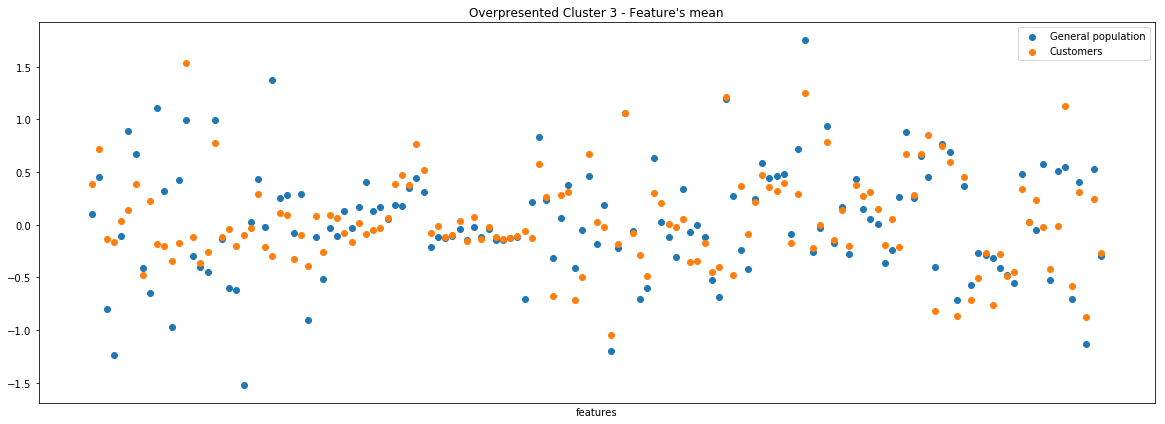 Overpresented Cluster 3 - Feature's mean
General population
Customers
1.5
1.0
0.5
0.0
−0.5
−1.0
−1.5
features